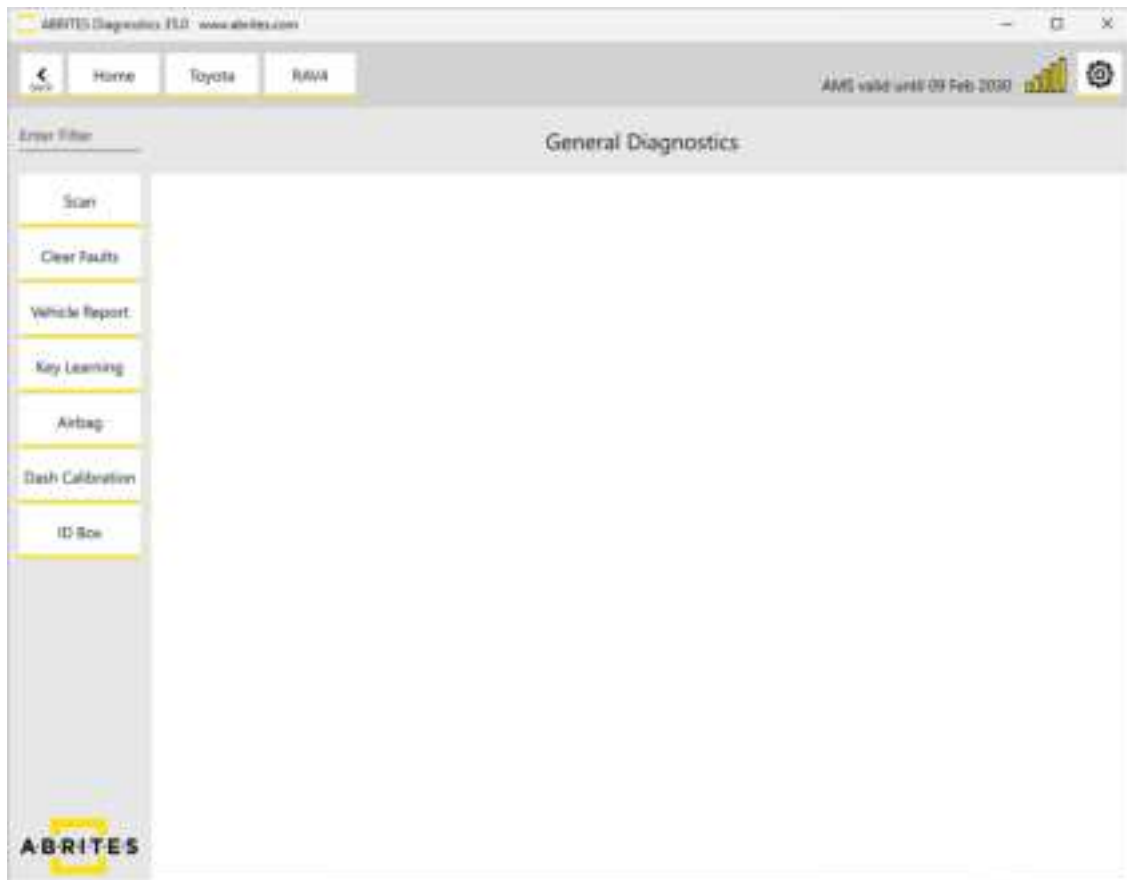 ABRITES Diagnostics 35.0 www.abrites.com
Home Toyota RAV4
AMS valid until 09 Feb 2030
Enter Filter
General Diagnostics
Scan
Clear Faults
Vehicle Report
Key Learning
Airbag
Dash Calibration
ID Box
ABRITES